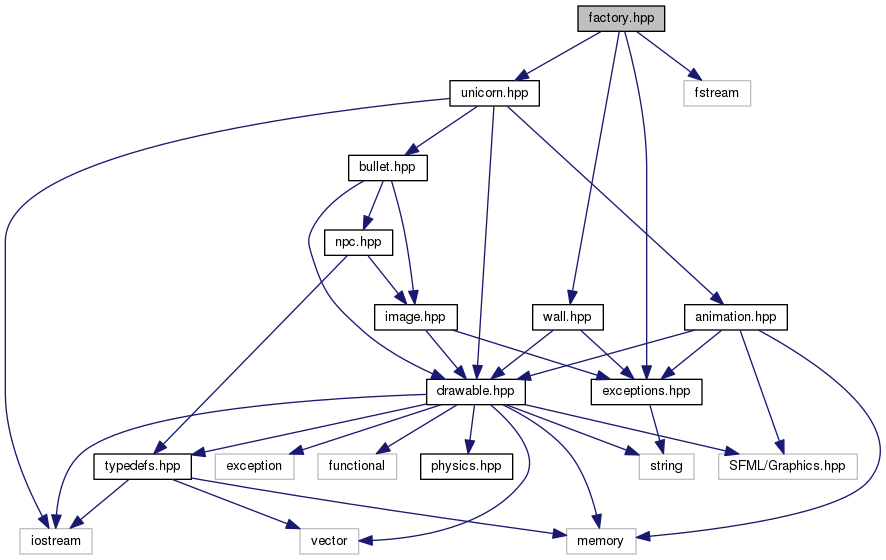 factory.hpp
unicorn.hpp
fstream
bullet.hpp
npc.hpp
image.hpp
wall.hpp
animation.hpp
drawable.hpp
exceptions.hpp
typedefs.hpp
exception
functional
physics.hpp
string
SFML/Graphics.hpp
iostream
vector
memory